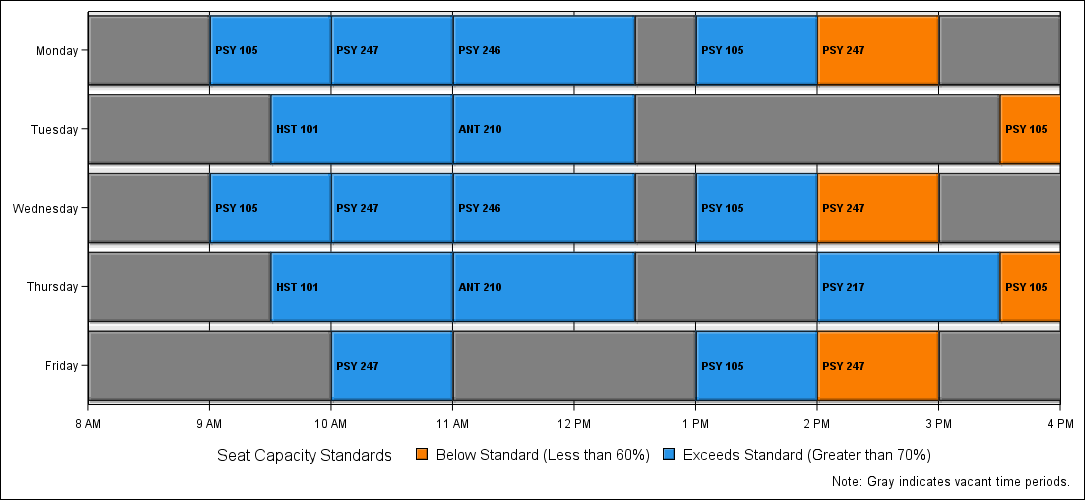 Monday PSY 105 PSY 247 PSY 246 PSY 105 PSY 247
Tuesday HST 101 ANT 210 PSY 105
Wednesday PSY 105 PSY 247 PSY 246 PSY 105 PSY 247
Thursday HST 101 ANT 210 PSY 217 PSY 105
Friday PSY 247 PSY 105 PSY 247
8 AM 9 AM 10 AM 11 AM 12 PM 1 PM 2 PM 3 PM 4 PM
Seat Capacity Standards Below Standard (Less than 60%) Exceeds Standard (Greater than 70%)
Note: Gray indicates vacant time periods.